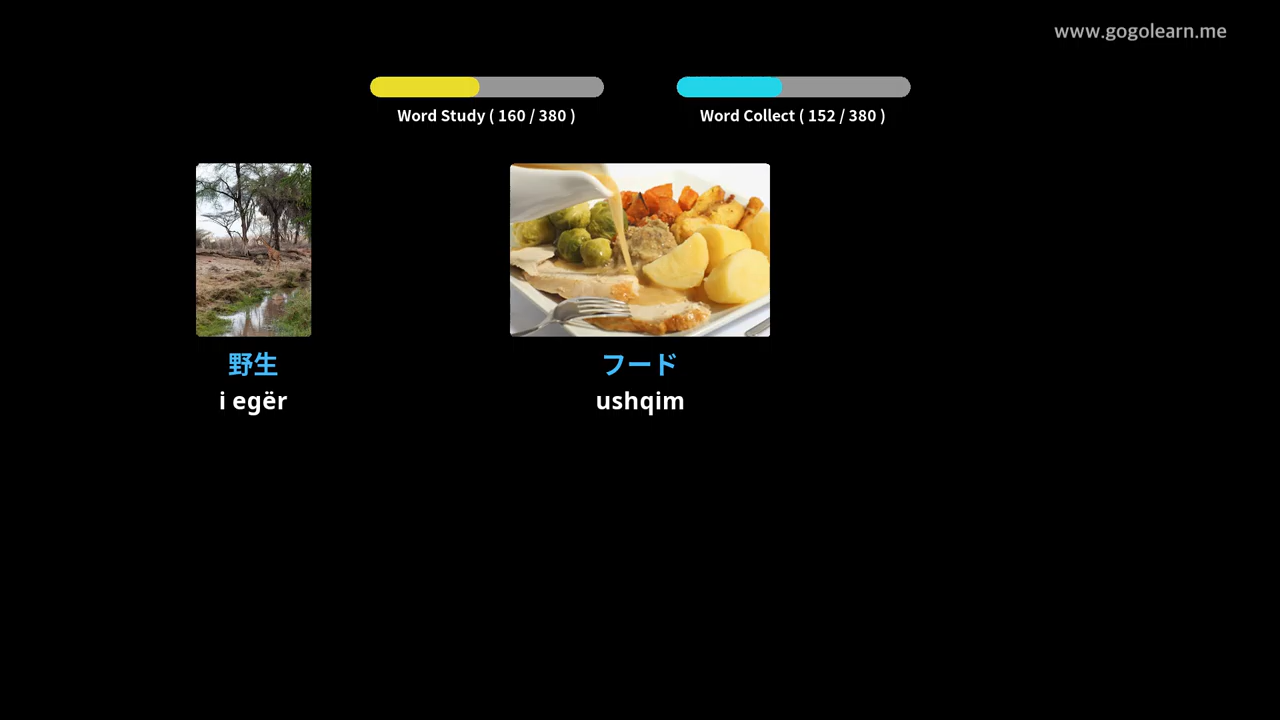 www.gogolearn.me
Word Study ( 160 / 380 )
Word Collect ( 152 / 380 )
野生
i egër
フード
ushqim